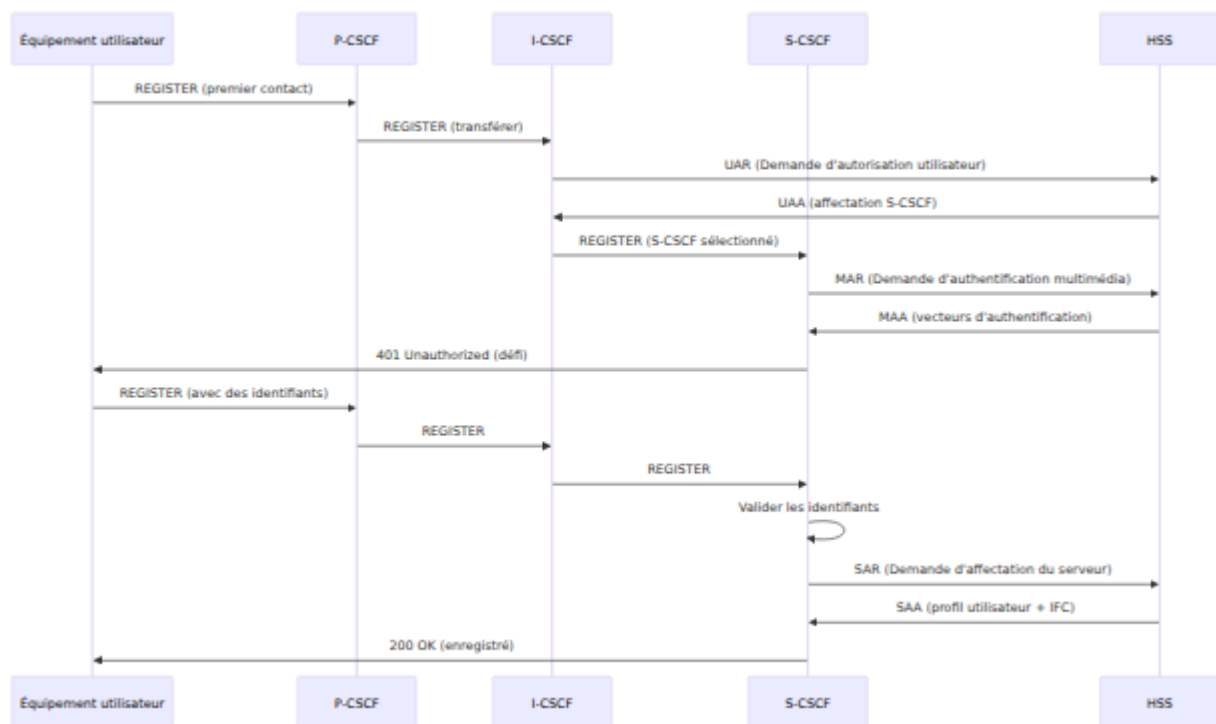 Équipement utilisateur P-CSCF I-CSCF S-CSCF HSS
REGISTER (premier contact)
REGISTER (transférer)
UAR (Demande d'autorisation utilisateur)
UAA (affectation S-CSCF)
REGISTER (S-CSCF sélectionné)
MAR (Demande d'authentification multimédia)
MAA (vecteurs d'authentification)
401 Unauthorized (défi)
REGISTER (avec des identifiants)
REGISTER
REGISTER
Valider les identifiants
SAR (Demande d'affectation du serveur)
SAA (profil utilisateur + IFC)
200 OK (enregistré)
Équipement utilisateur P-CSCF I-CSCF S-CSCF HSS